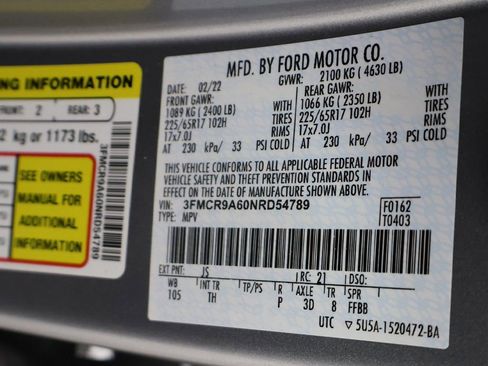 NG INFORMATION
FRONT: 2 REAR: 3
2 kg or 1173 lbs.
SEE OWNERS
MANUAL FOR
ADDITIONAL
INFORMATION
3FMCR9A60NRD54789
MFD. BY FORD MOTOR CO.
DATE: 02/22 GVWR: 2100 KG ( 4630 LB)
FRONT GAWR: REAR GAWR:
1089 KG ( 2400 LB) WITH 1066 KG ( 2350 LB) WITH
225/65R17 102H TIRES 225/65R17 102H TIRES
17x7.0J RIMS 17x7.0J RIMS
AT 230 kPa/ 33 PSI COLD AT 230 kPa/ 33 PSI COLD
THIS VEHICLE CONFORMS TO ALL APPLICABLE FEDERAL MOTOR
VEHICLE SAFETY AND THEFT PREVENTION STANDARDS IN
EFFECT ON THE DATE OF MANUFACTURE SHOWN ABOVE.
VIN: 3FMCR9A60NRD54789 F0162
TYPE: MPV T0403
EXT PNT: JS RC: 21 DSO:
WB INT TR TP/PS R AXLE TR SPR
105 TH P 3D 8 FFBB
UTC ▽ 5U5A-1520472-BA